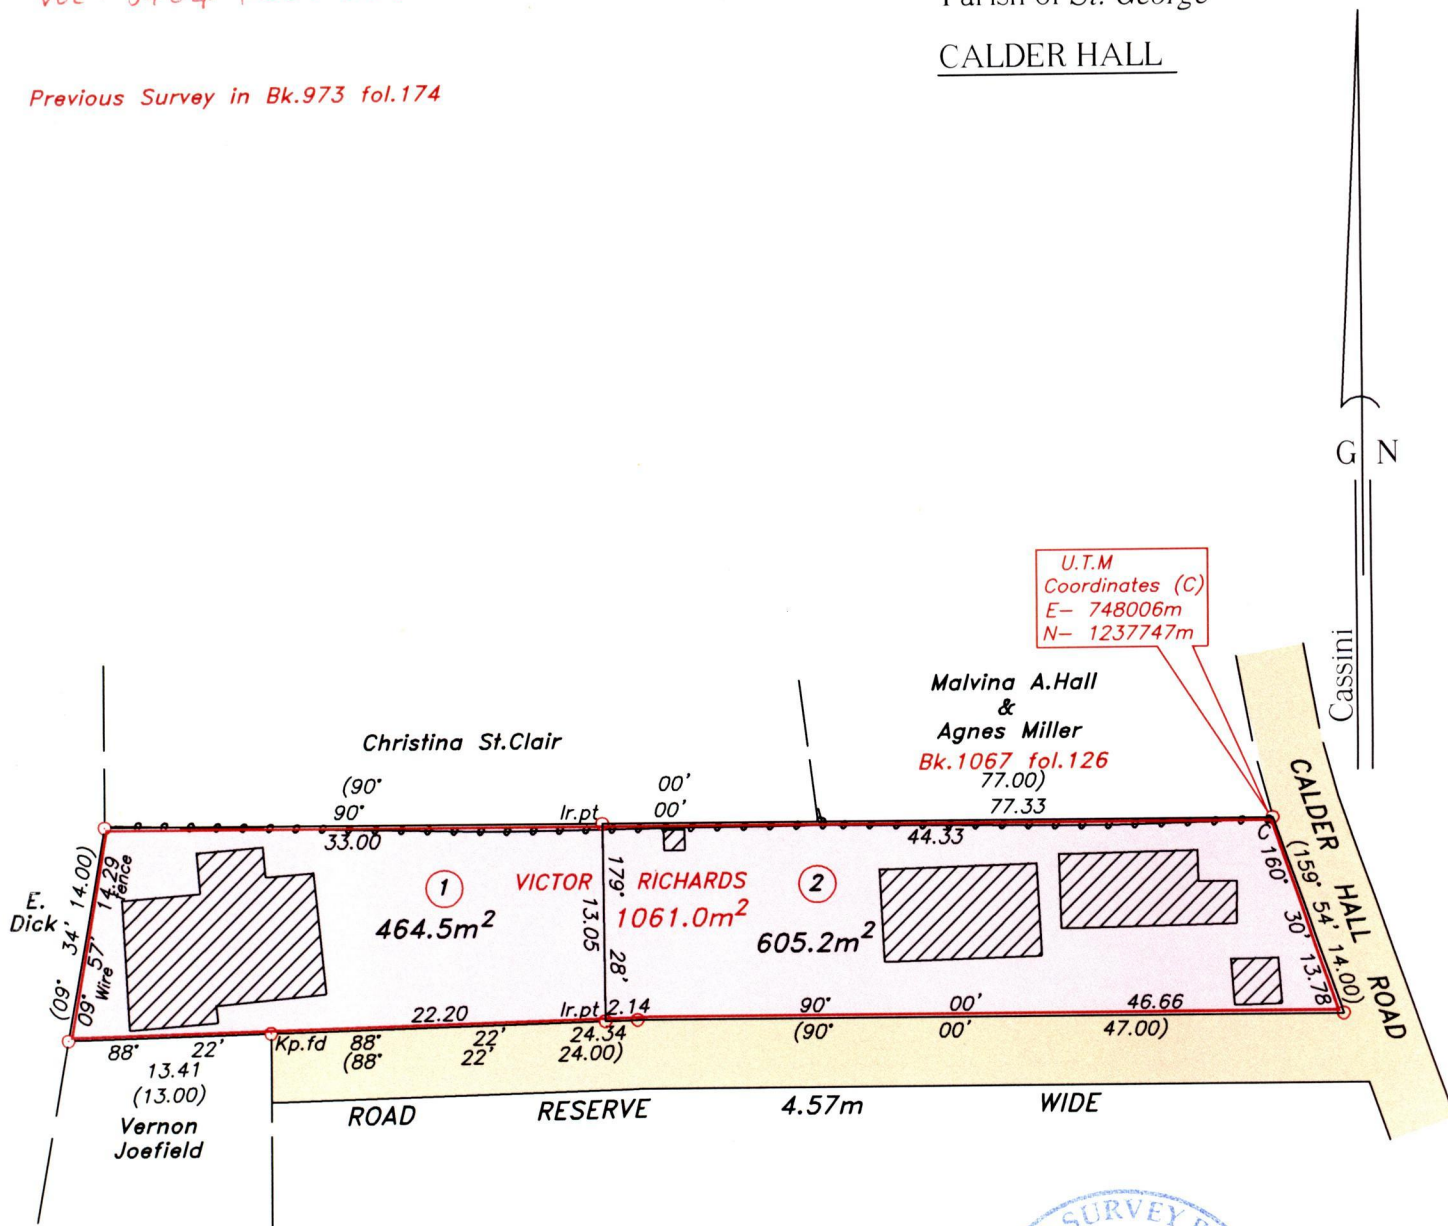 Parish of St. George
CALDER HALL
Previous Survey in Bk.973 fol.174
G N
Cassini
U.T.M
Coordinates (C)
E- 748006m
N- 1237747m
Malvina A.Hall
&
Agnes Miller
Bk.1067 fol.126
Christina St.Clair
(90° 00' 77.00)
90° Ir.pt 00' 77.33
33.00 44.33
E.
Dick
(09° 34' 14.00)
09° 57' 14.29
Wire fence
1
464.5m²
VICTOR RICHARDS
1061.0m²
2
605.2m²
179° 28'
13.05
160° 30' 13.78
(159° 54' 14.00)
CALDER HALL ROAD
22.20 Ir.pt 2.14 90° 00' 46.66
(90° 00' 47.00)
Kp.fd 88° 22' 24.34
(88° 22' 24.00)
88° 22'
13.41
(13.00)
Vernon
Joefield
ROAD RESERVE 4.57m WIDE
SURVEY